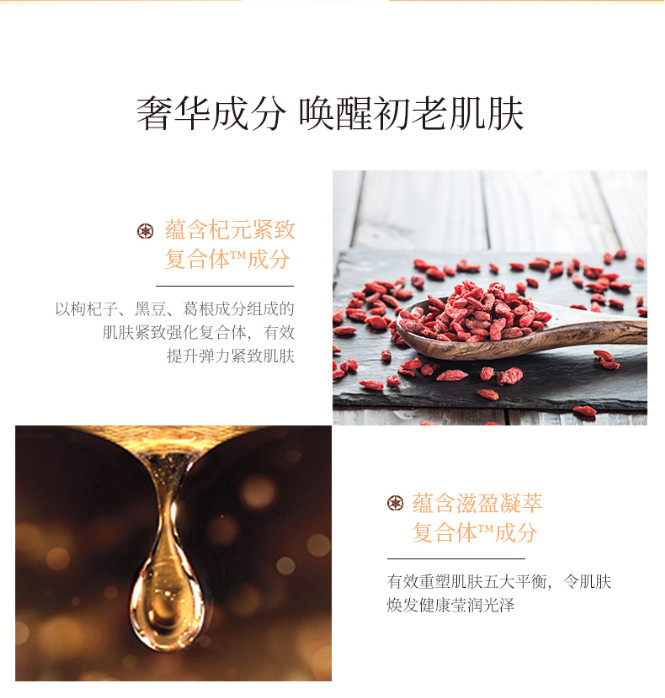 奢华成分 唤醒初老肌肤
蕴含杞元紧致
复合体™成分
以枸杞子、黑豆、葛根成分组成的
肌肤紧致强化复合体，有效
提升弹力紧致肌肤
蕴含滋盈凝萃
复合体™成分
有效重塑肌肤五大平衡，令肌肤
焕发健康莹润光泽